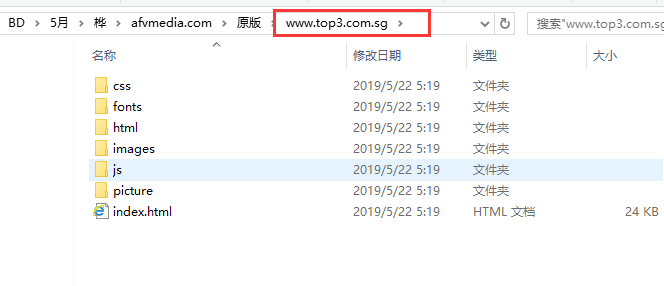 BD > 5月 > 桦 > afvmedia.com > 原版 > www.top3.com.sg > 搜索"www.top3.com.sg
名称 修改日期 类型 大小
css 2019/5/22 5:19 文件夹
fonts 2019/5/22 5:19 文件夹
html 2019/5/22 5:19 文件夹
images 2019/5/22 5:19 文件夹
js 2019/5/22 5:19 文件夹
picture 2019/5/22 5:19 文件夹
index.html 2019/5/22 5:19 HTML 文档 24 KB